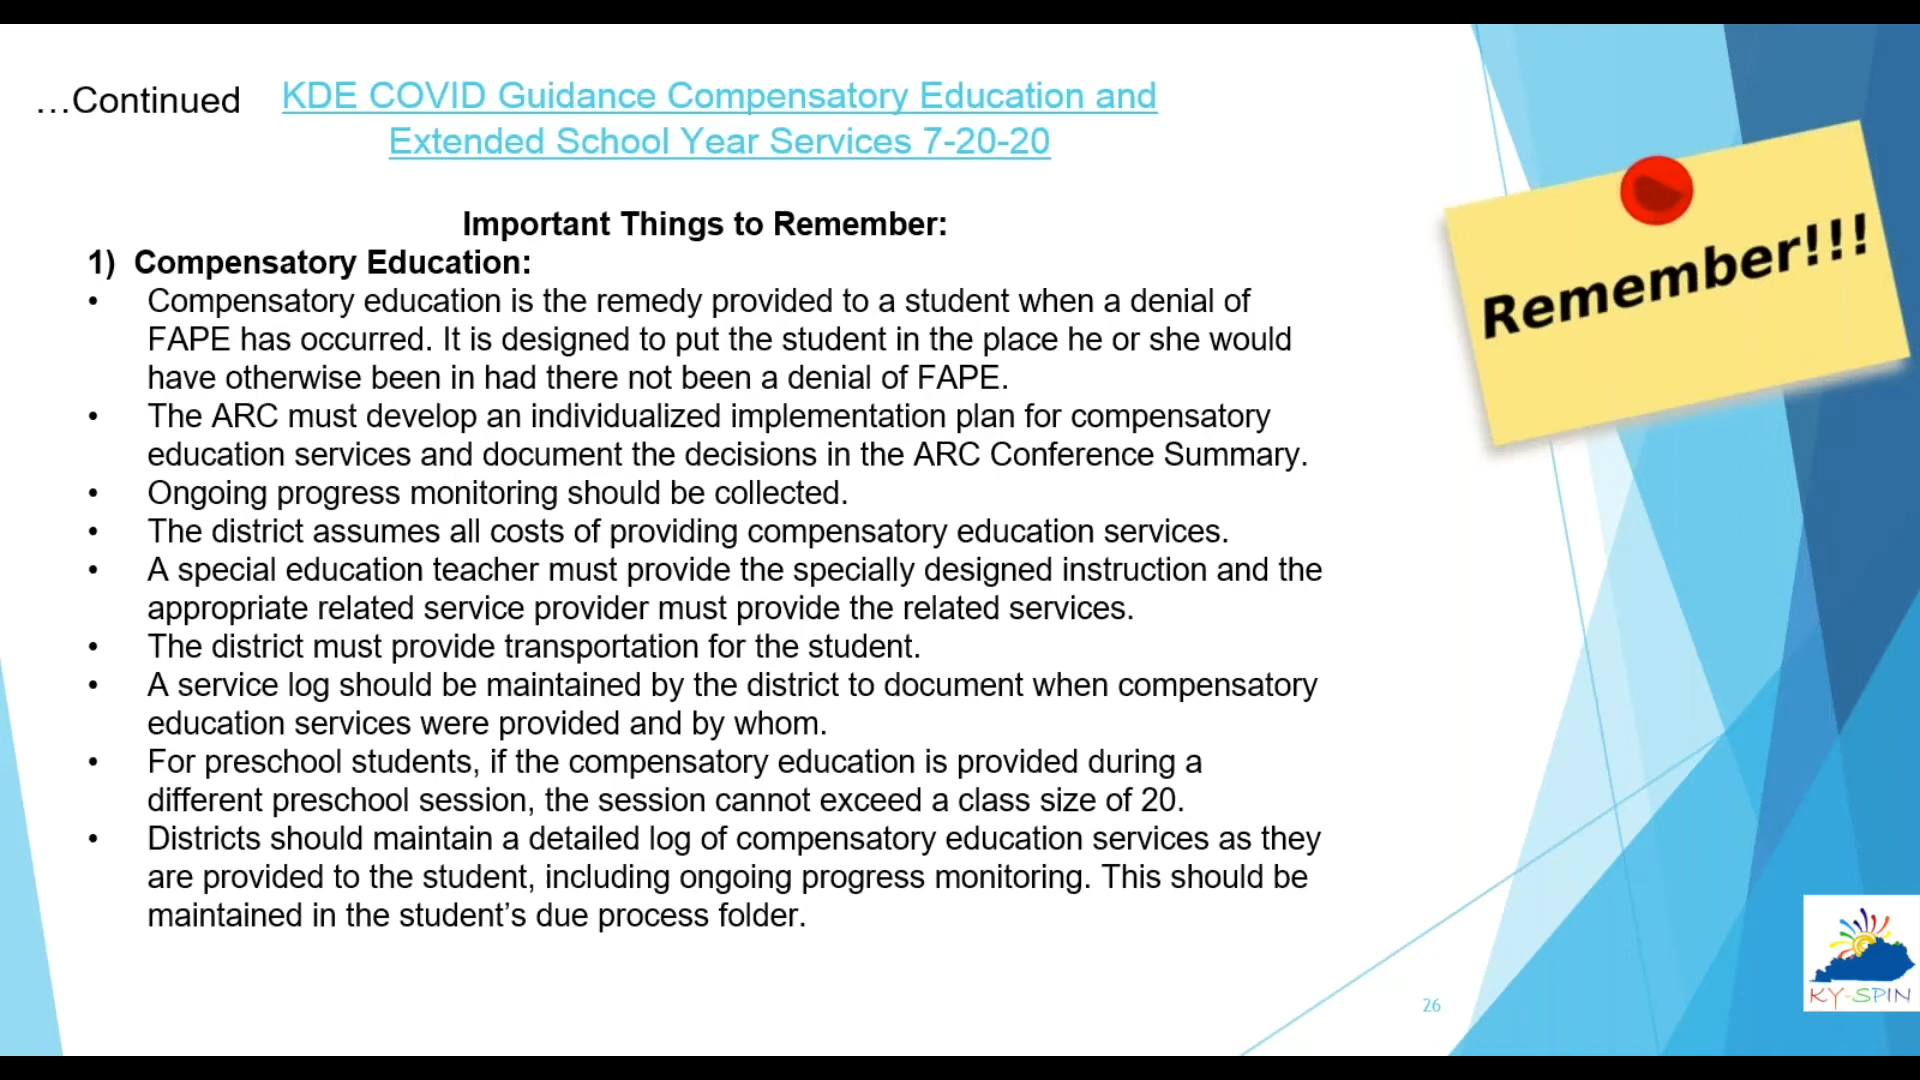 …Continued
KDE COVID Guidance Compensatory Education and
Extended School Year Services 7-20-20
Important Things to Remember:
1) Compensatory Education:
• Compensatory education is the remedy provided to a student when a denial of
FAPE has occurred. It is designed to put the student in the place he or she would
have otherwise been in had there not been a denial of FAPE.
• The ARC must develop an individualized implementation plan for compensatory
education services and document the decisions in the ARC Conference Summary.
• Ongoing progress monitoring should be collected.
• The district assumes all costs of providing compensatory education services.
• A special education teacher must provide the specially designed instruction and the
appropriate related service provider must provide the related services.
• The district must provide transportation for the student.
• A service log should be maintained by the district to document when compensatory
education services were provided and by whom.
• For preschool students, if the compensatory education is provided during a
different preschool session, the session cannot exceed a class size of 20.
• Districts should maintain a detailed log of compensatory education services as they
are provided to the student, including ongoing progress monitoring. This should be
maintained in the student’s due process folder.
Remember!!!
26
KY-SPIN